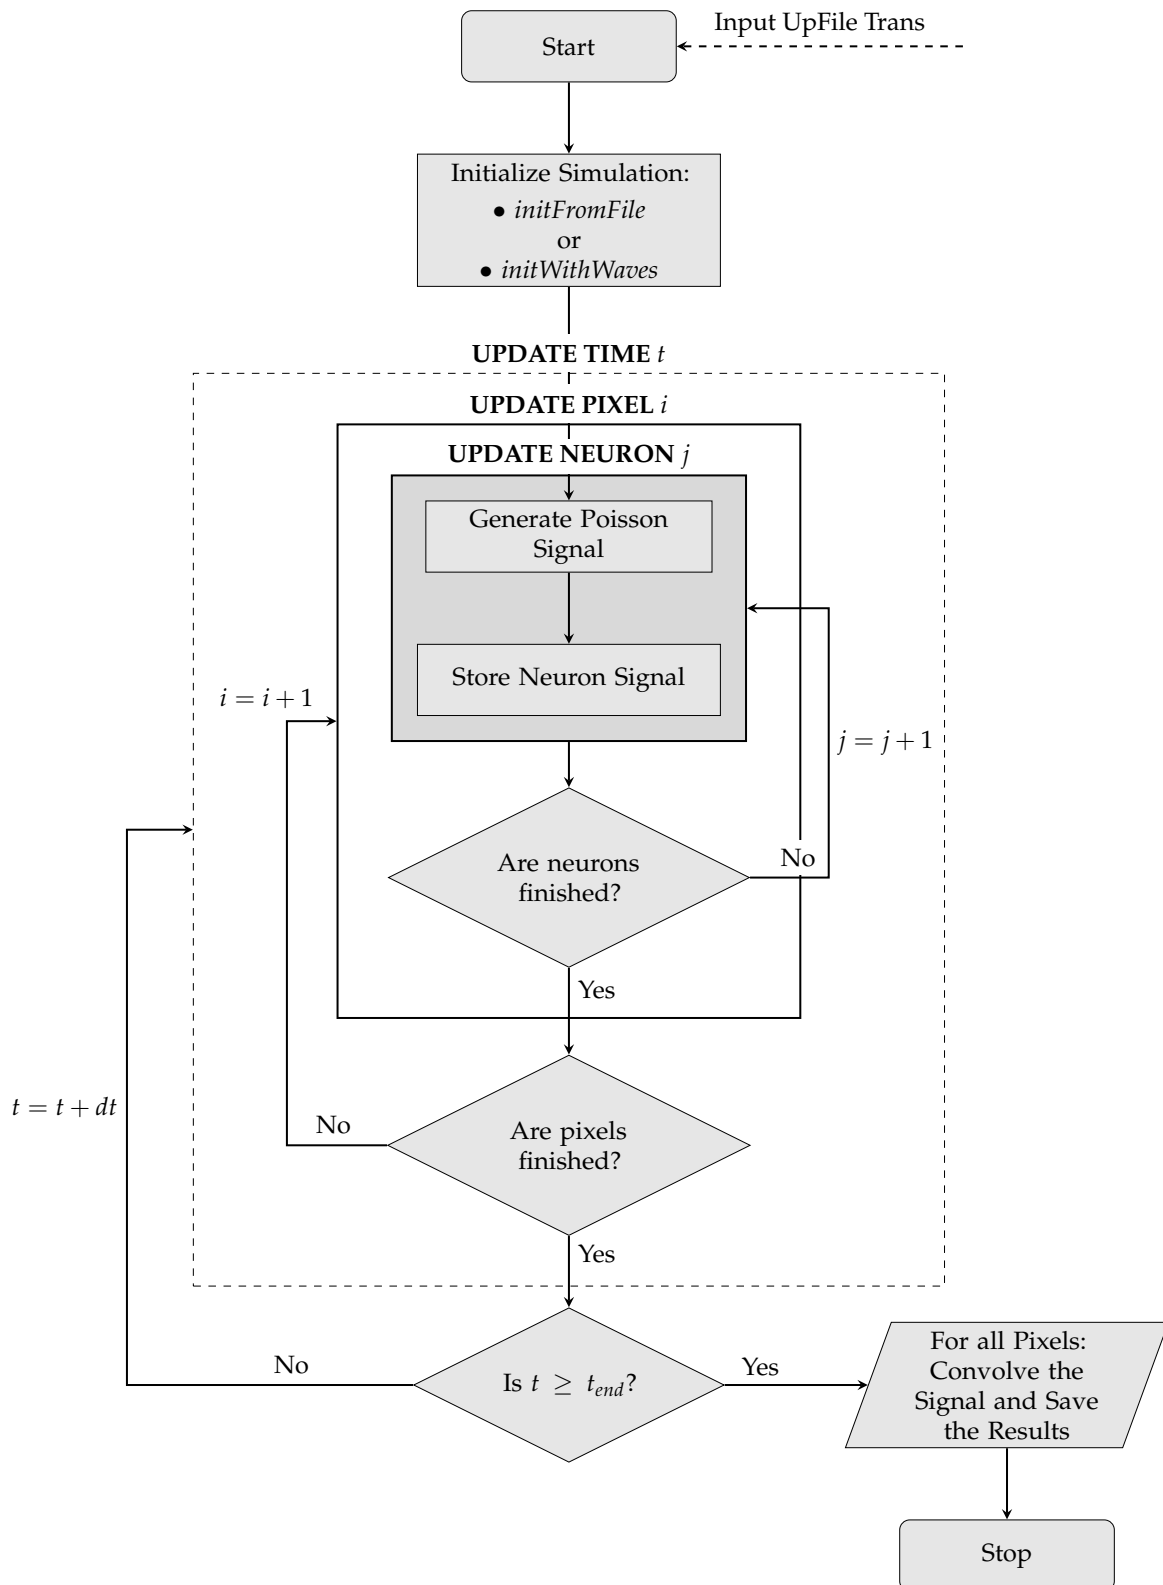 Input UpFile Trans
Start
Initialize Simulation:
• initFromFile
or
• initWithWaves
UPDATE TIME t
UPDATE PIXEL i
UPDATE NEURON j
Generate Poisson
Signal
Store Neuron Signal
i = i + 1
j = j + 1
Are neurons
finished?
No
Yes
t = t + dt
No
Are pixels
finished?
Yes
No
Is t ≥ t_end?
Yes
For all Pixels:
Convolve the
Signal and Save
the Results
Stop